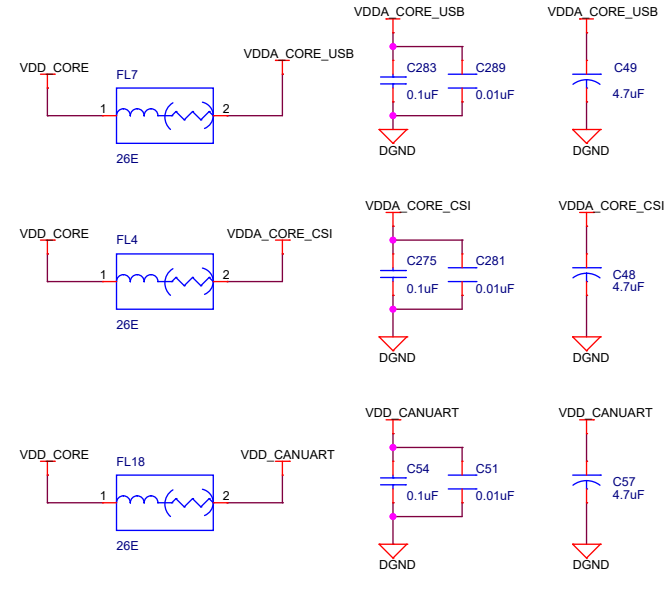 VDDA_CORE_USB
VDDA_CORE_USB
VDDA_CORE_USB
VDD_CORE
FL7
C283
C289
C49
0.1uF
0.01uF
4.7uF
1
2
26E
DGND
DGND
VDDA_CORE_CSI
VDDA_CORE_CSI
VDD_CORE
FL4
VDDA_CORE_CSI
C275
C281
C48
0.1uF
0.01uF
4.7uF
1
2
26E
DGND
DGND
VDD_CANUART
VDD_CANUART
VDD_CORE
FL18
VDD_CANUART
C54
C51
C57
0.1uF
0.01uF
4.7uF
1
2
26E
DGND
DGND